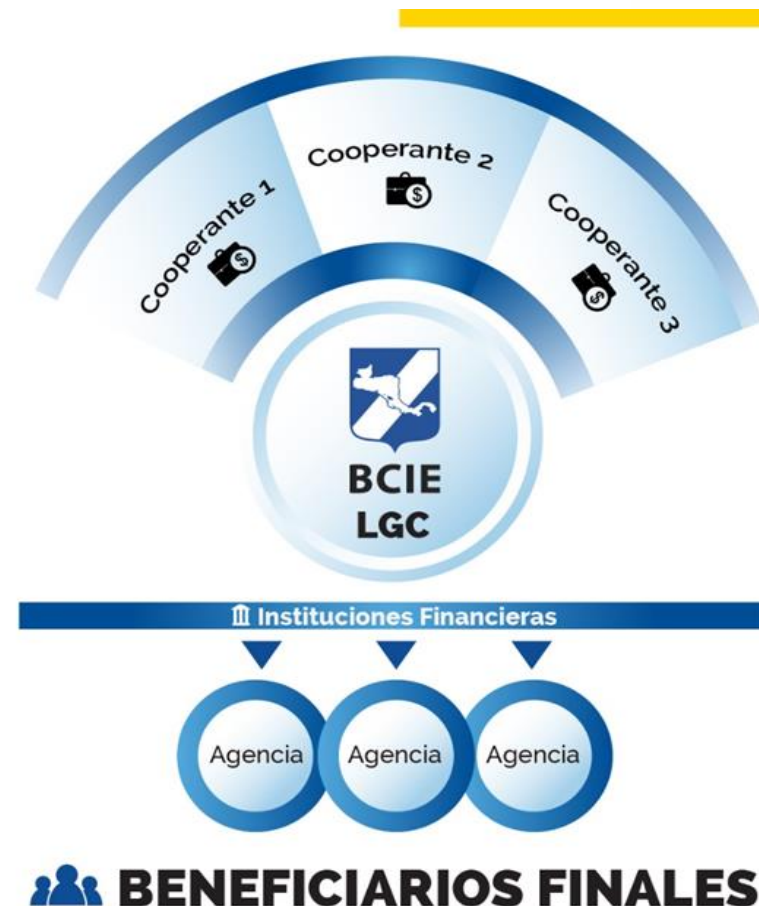 Cooperante 1
Cooperante 2
Cooperante 3
$
$
$
BCIE
LGC
Instituciones Financieras
Agencia
Agencia
Agencia
BENEFICIARIOS FINALES